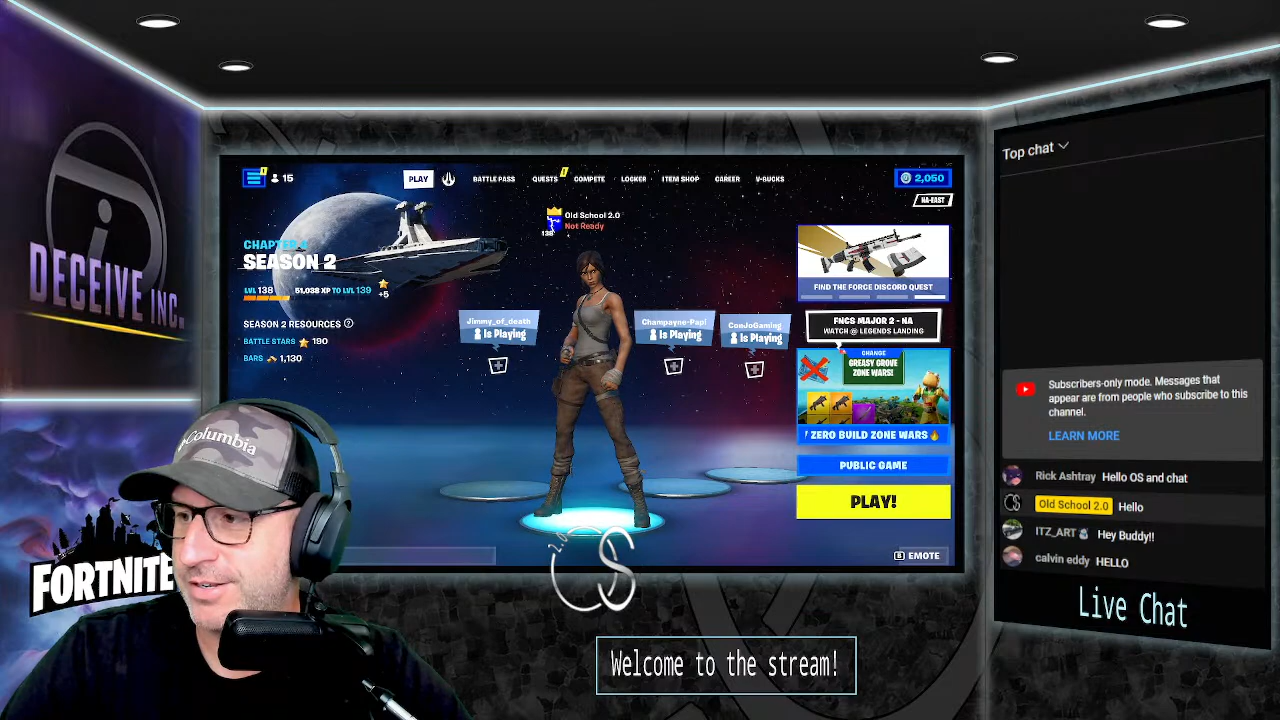 DECEIVE INC.
15
PLAY
BATTLE PASS
QUESTS
COMPETE
LOCKER
ITEM SHOP
CAREER
V-BUCKS
2,050
NA-EAST
Old School 2.0
Not Ready
138
CHAPTER 4
SEASON 2
LVL 138
51,038 XP TO LVL 139
+5
SEASON 2 RESOURCES
BATTLE STARS 190
BARS 1,130
Jimmy_of_death
is Playing
Champayne-Papi
is Playing
ConJoGaming
is Playing
FIND THE FORCE DISCORD QUEST
FNCS MAJOR 2 - NA
WATCH @ LEGENDS LANDING
CHANGE
GREASY GROVE
ZONE WARS!
ZERO BUILD ZONE WARS
PUBLIC GAME
PLAY!
EMOTE
Columbia
FORTNITE
2.0
OS
Welcome to the stream!
Top chat
Subscribers-only mode. Messages that
appear are from people who subscribe to this
channel.
LEARN MORE
Rick Ashtray Hello OS and chat
Old School 2.0 Hello
ITZ_ART Hey Buddy!!
calvin eddy HELLO
Live Chat